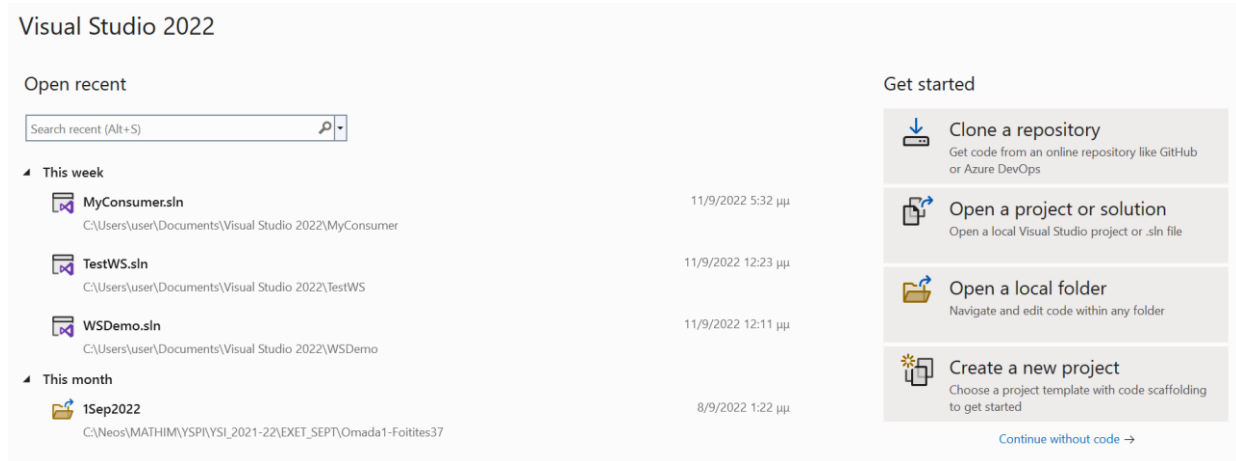 Visual Studio 2022
Open recent
Search recent (Alt+S)
This week
MyConsumer.sln 11/9/2022 5:32 μμ
C:\Users\user\Documents\Visual Studio 2022\MyConsumer
TestWS.sln 11/9/2022 12:23 μμ
C:\Users\user\Documents\Visual Studio 2022\TestWS
WSDemo.sln 11/9/2022 12:11 μμ
C:\Users\user\Documents\Visual Studio 2022\WSDemo
This month
1Sep2022 8/9/2022 1:22 μμ
C:\Neos\MATHIM\YSPI\YSI_2021-22\EXET_SEPT\Omada1-Foitites37
Get started
Clone a repository
Get code from an online repository like GitHub
or Azure DevOps
Open a project or solution
Open a local Visual Studio project or .sln file
Open a local folder
Navigate and edit code within any folder
Create a new project
Choose a project template with code scaffolding
to get started
Continue without code →